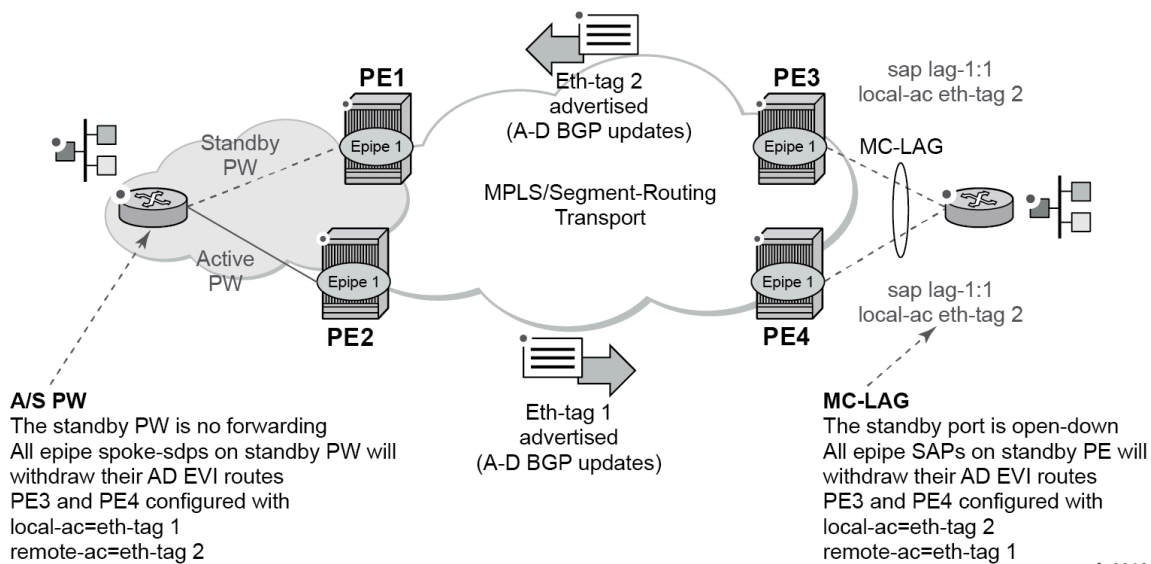 Eth-tag 2
advertised
(A-D BGP updates)
PE1
PE3
sap lag-1:1
local-ac eth-tag 2
Standby
PW
Epipe 1
Epipe 1
MC-LAG
MPLS/Segment-Routing
Transport
Active
PW
Epipe 1
Epipe 1
sap lag-1:1
local-ac eth-tag 2
PE2
PE4
A/S PW
The standby PW is no forwarding
All epipe spoke-sdps on standby PW will
withdraw their AD EVI routes
PE3 and PE4 configured with
local-ac=eth-tag 1
remote-ac=eth-tag 2
Eth-tag 1
advertised
(A-D BGP updates)
MC-LAG
The standby port is open-down
All epipe SAPs on standby PE will
withdraw their AD EVI routes
PE3 and PE4 configured with
local-ac=eth-tag 2
remote-ac=eth-tag 1